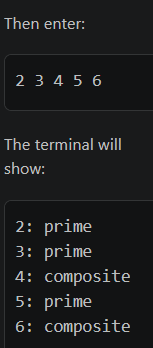 Then enter:
2 3 4 5 6
The terminal will
show:
2: prime
3: prime
4: composite
5: prime
6: composite